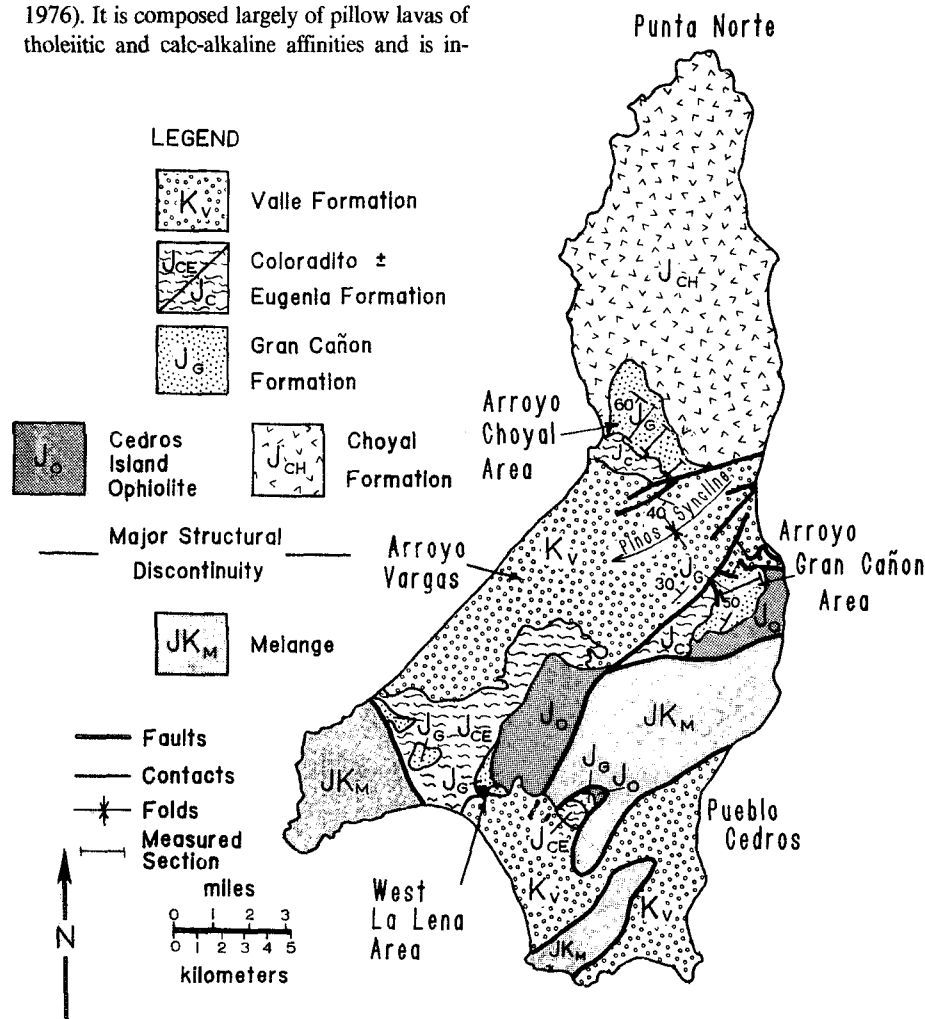 1976). It is composed largely of pillow lavas of
tholeiitic and calc-alkaline affinities and is in-
Punta Norte
LEGEND
KV
Valle Formation
JCE
JC
Coloradito ±
Eugenia Formation
JG
Gran Cañon
Formation
JO
Cedros
Island
Ophiolite
JCH
Choyal
Formation
Major Structural
Discontinuity
JKM
Melange
Faults
Contacts
Folds
Measured
Section
miles
0 1 2 3
0 1 2 3 4 5
kilometers
N
JCH
Arroyo
Choyal
Area
60
JG
JC
40
Pinos Syncline
Arroyo
Vargas
KV
JG
30
50
Arroyo
Gran Cañon
Area
JO
JC
JG
JCE
JO
JKM
JKM
JG
JG
JO
JCE
Pueblo
Cedros
KV
KV
West
La Lena
Area
JKM